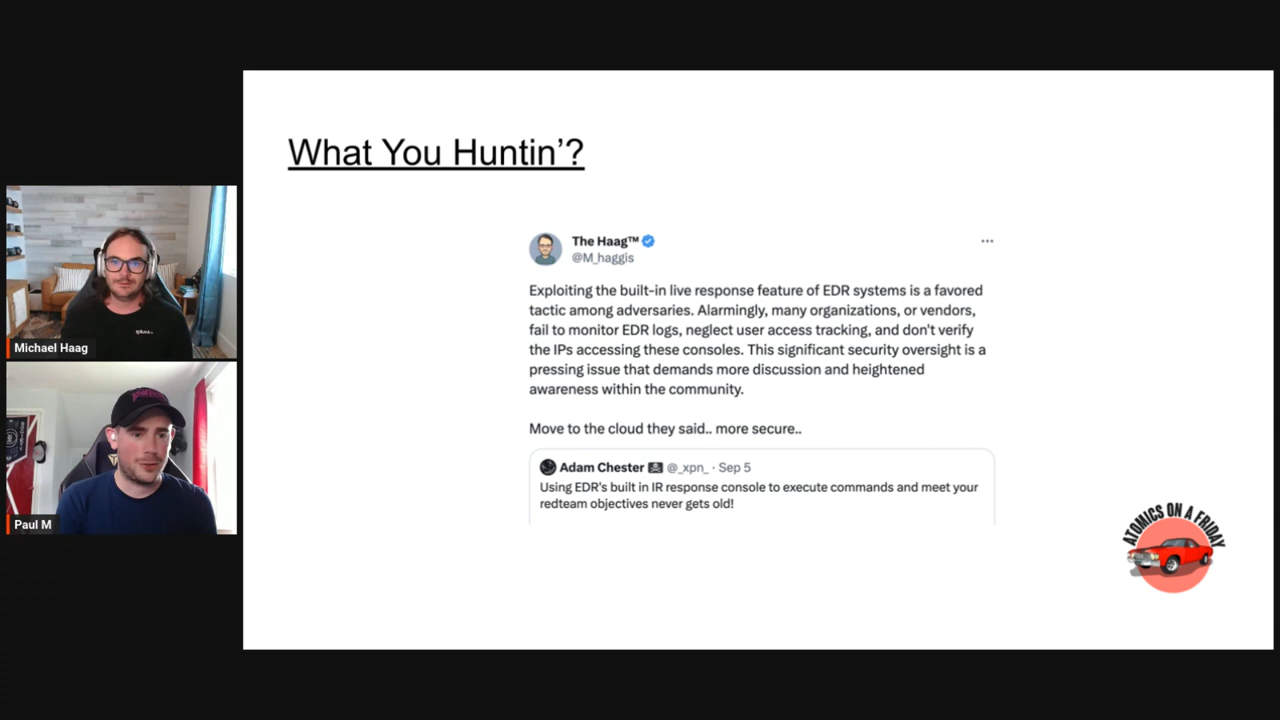 What You Huntin’?
The Haag™
@M_haggis
Exploiting the built-in live response feature of EDR systems is a favored
tactic among adversaries. Alarmingly, many organizations, or vendors,
fail to monitor EDR logs, neglect user access tracking, and don't verify
the IPs accessing these consoles. This significant security oversight is a
pressing issue that demands more discussion and heightened
awareness within the community.
Move to the cloud they said.. more secure..
Adam Chester @_xpn_ · Sep 5
Using EDR's built in IR response console to execute commands and meet your
redteam objectives never gets old!
Michael Haag
Paul M
ATOMICS ON A FRIDAY